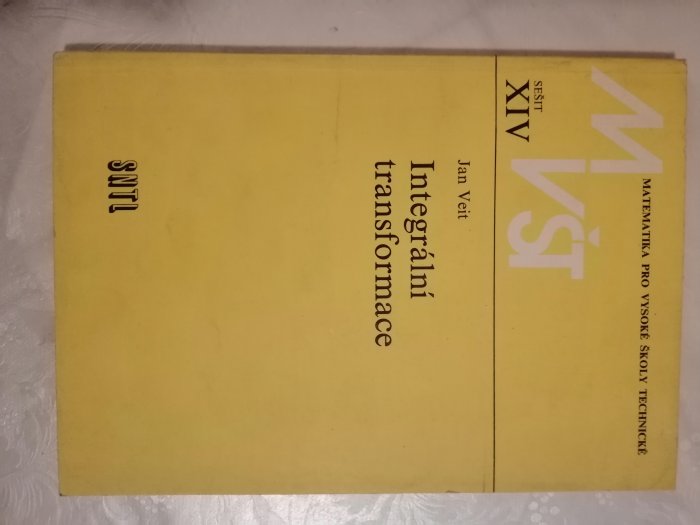 MATEMATIKA PRO VYSOKÉ ŠKOLY TECHNICKÉ
MVŠT
SEŠIT
XIV
Jan Veit
Integrální
transformace
SNTL